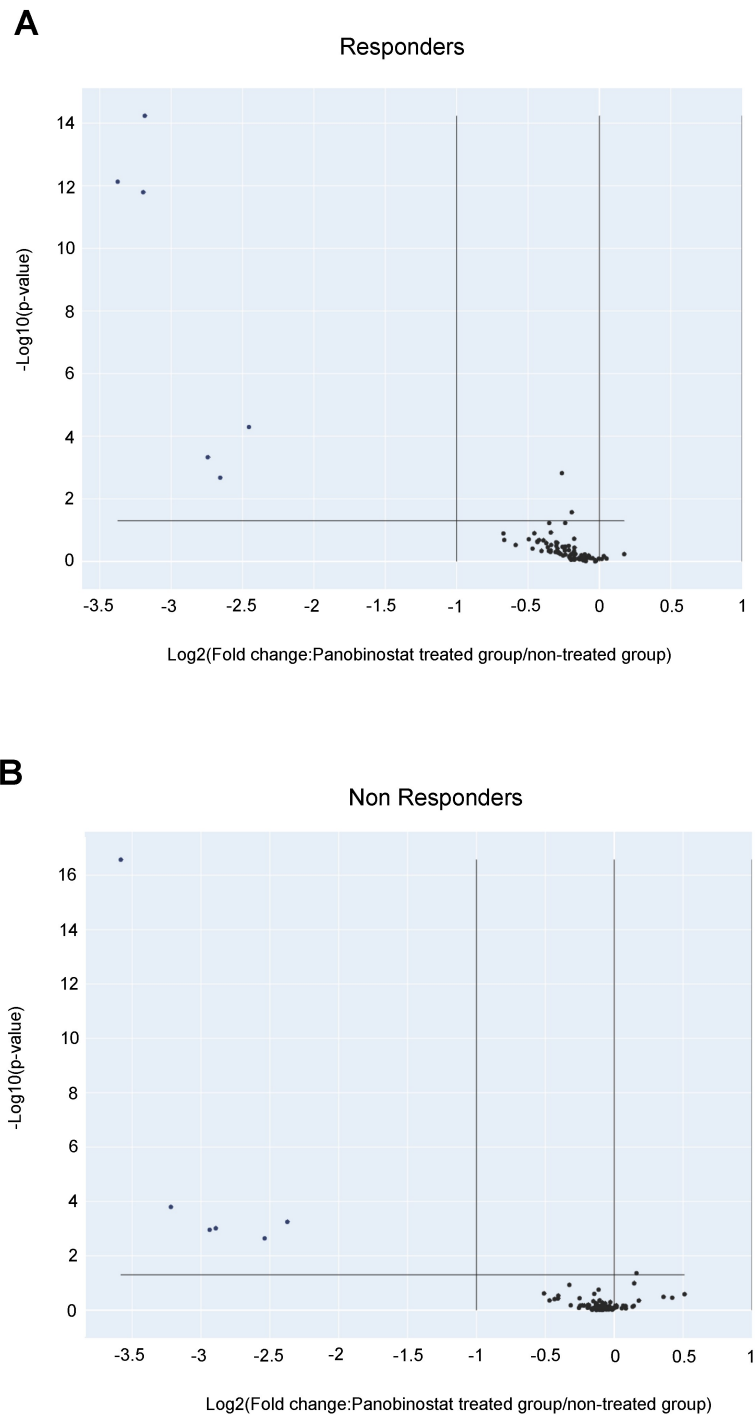 A
Responders
14
12
10
8
6
4
2
0
-Log10(p-value)
-3.5 -3 -2.5 -2 -1.5 -1 -0.5 0 0.5 1
Log2(Fold change:Panobinostat treated group/non-treated group)
B
Non Responders
16
14
12
10
8
6
4
2
0
-Log10(p-value)
-3.5 -3 -2.5 -2 -1.5 -1 -0.5 0 0.5 1
Log2(Fold change:Panobinostat treated group/non-treated group)